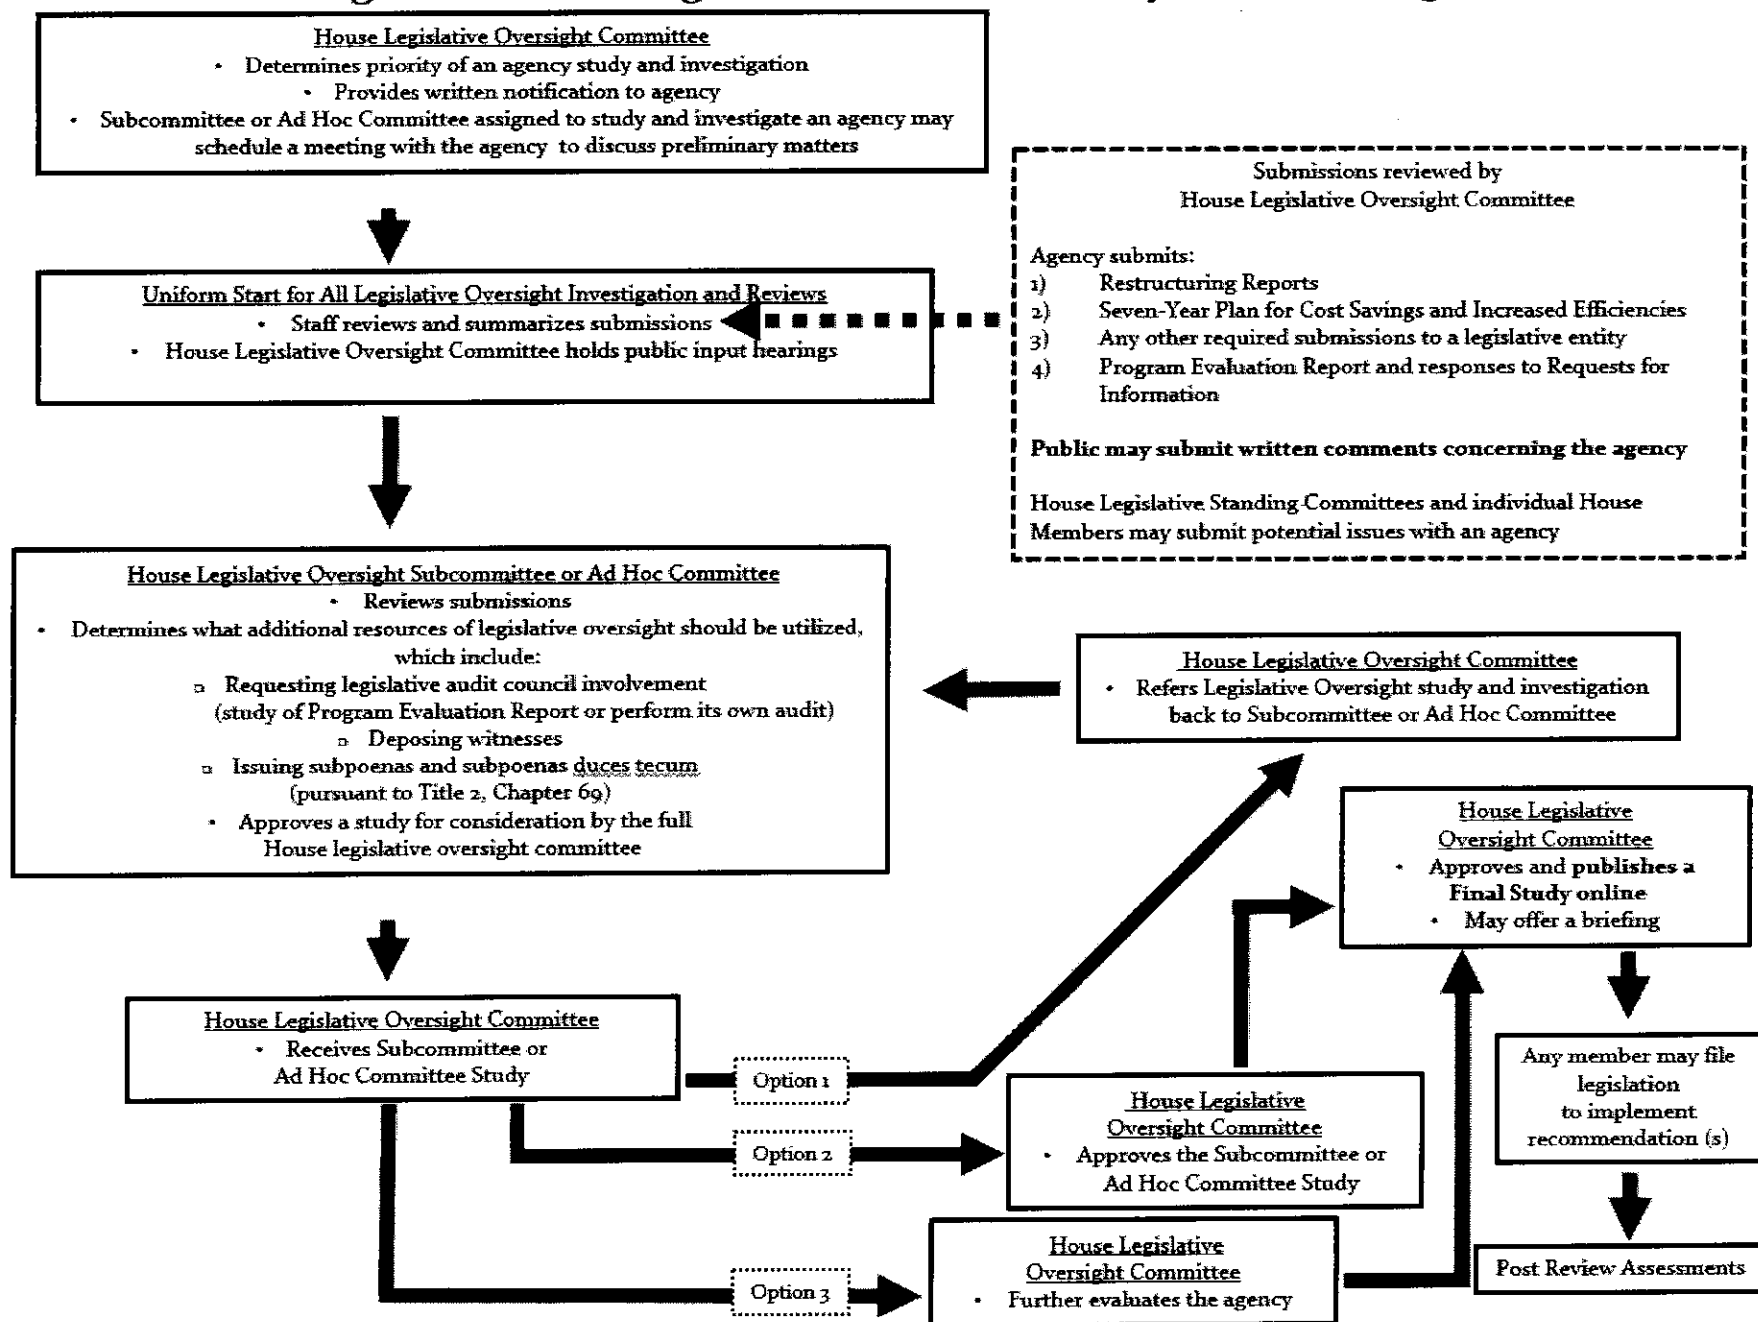 House Legislative Oversight Committee
• Determines priority of an agency study and investigation
• Provides written notification to agency
• Subcommittee or Ad Hoc Committee assigned to study and investigate an agency may
schedule a meeting with the agency to discuss preliminary matters
Submissions reviewed by
House Legislative Oversight Committee
Agency submits:
1) Restructuring Reports
2) Seven-Year Plan for Cost Savings and Increased Efficiencies
3) Any other required submissions to a legislative entity
4) Program Evaluation Report and responses to Requests for
Information
Public may submit written comments concerning the agency
House Legislative Standing Committees and individual House
Members may submit potential issues with an agency
Uniform Start for All Legislative Oversight Investigation and Reviews
• Staff reviews and summarizes submissions
• House Legislative Oversight Committee holds public input hearings
House Legislative Oversight Subcommittee or Ad Hoc Committee
• Reviews submissions
• Determines what additional resources of legislative oversight should be utilized,
which include:
▫ Requesting legislative audit council involvement
(study of Program Evaluation Report or perform its own audit)
▫ Deposing witnesses
▫ Issuing subpoenas and subpoenas duces tecum
(pursuant to Title 2, Chapter 69)
• Approves a study for consideration by the full
House legislative oversight committee
House Legislative Oversight Committee
• Refers Legislative Oversight study and investigation
back to Subcommittee or Ad Hoc Committee
House Legislative
Oversight Committee
• Approves and publishes a
Final Study online
• May offer a briefing
House Legislative Oversight Committee
• Receives Subcommittee or
Ad Hoc Committee Study
Option 1
Option 2
Option 3
House Legislative
Oversight Committee
• Approves the Subcommittee or
Ad Hoc Committee Study
House Legislative
Oversight Committee
• Further evaluates the agency
Any member may file
legislation
to implement
recommendation (s)
Post Review Assessments